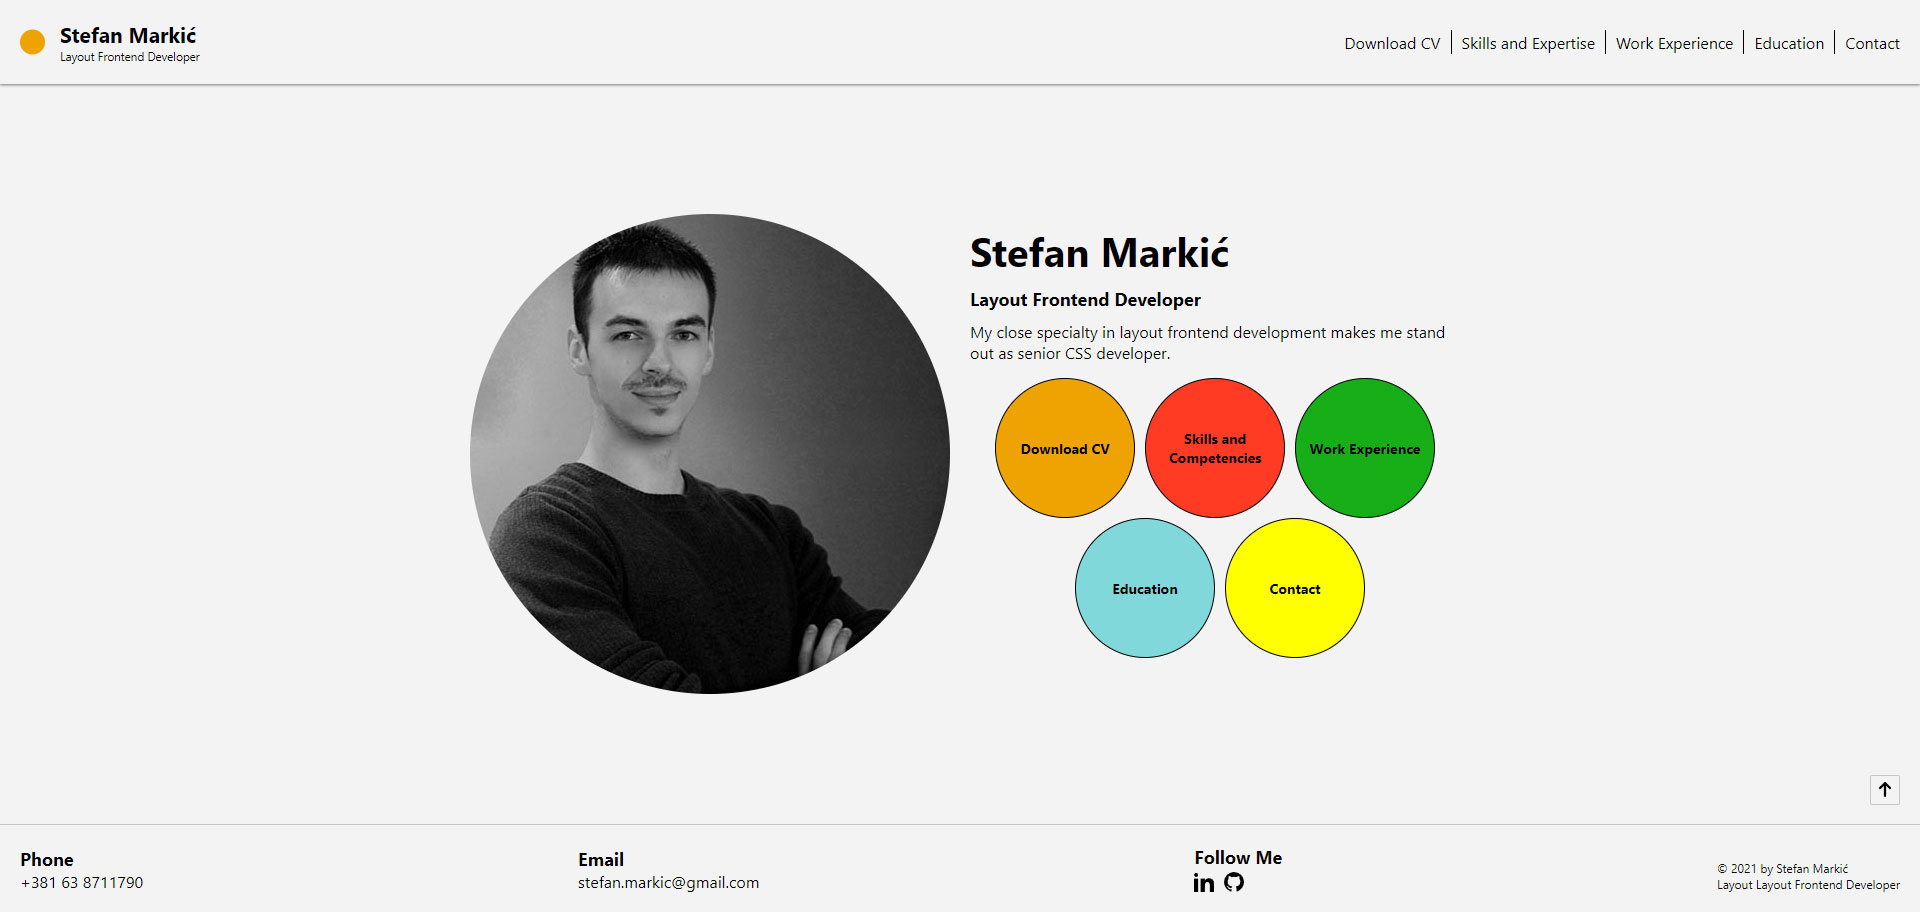 Stefan Markić
Layout Frontend Developer
Download CV
Skills and Expertise
Work Experience
Education
Contact
Stefan Markić
Layout Frontend Developer
My close specialty in layout frontend development makes me stand
out as senior CSS developer.
Download CV
Skills and
Competencies
Work Experience
Education
Contact
Phone
+381 63 8711790
Email
stefan.markic@gmail.com
Follow Me
in
© 2021 by Stefan Markić
Layout Layout Frontend Developer